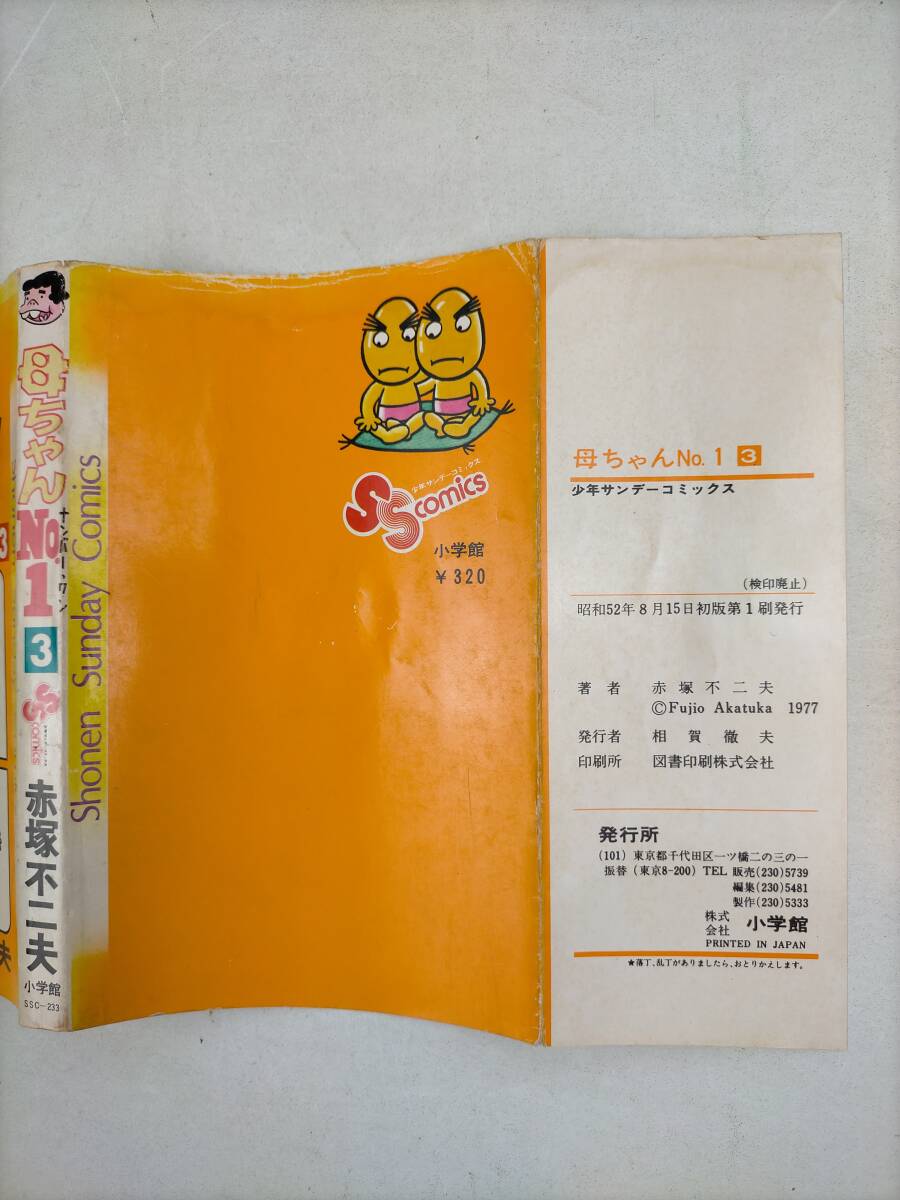 母ちゃんNo.1
ナンバーワン
3
SS
COMICS
赤塚不二夫
小学館
SSC-233
Shonen Sunday Comics
少年サンデーコミックス
SS comics
小学館
¥320
母ちゃんNo.1 3
少年サンデーコミックス
(検印廃止)
昭和52年8月15日初版第1刷発行
著者 赤塚不二夫
©Fujio Akatuka 1977
発行者 相賀徹夫
印刷所 図書印刷株式会社
発行所
(101) 東京都千代田区一ツ橋二の三の一
振替 (東京8-200) TEL 販売(230)5739
編集(230)5481
製作(230)5333
株式会社 小学館
PRINTED IN JAPAN
★落丁、乱丁がありましたら、おとりかえします。
3
夫